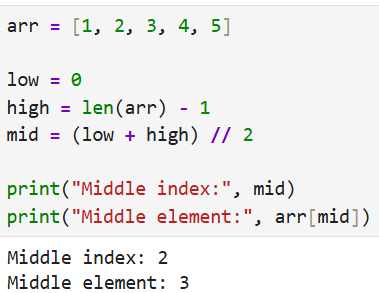 arr = [1, 2, 3, 4, 5]
low = 0
high = len(arr) - 1
mid = (low + high) // 2
print("Middle index:", mid)
print("Middle element:", arr[mid])
Middle index: 2
Middle element: 3